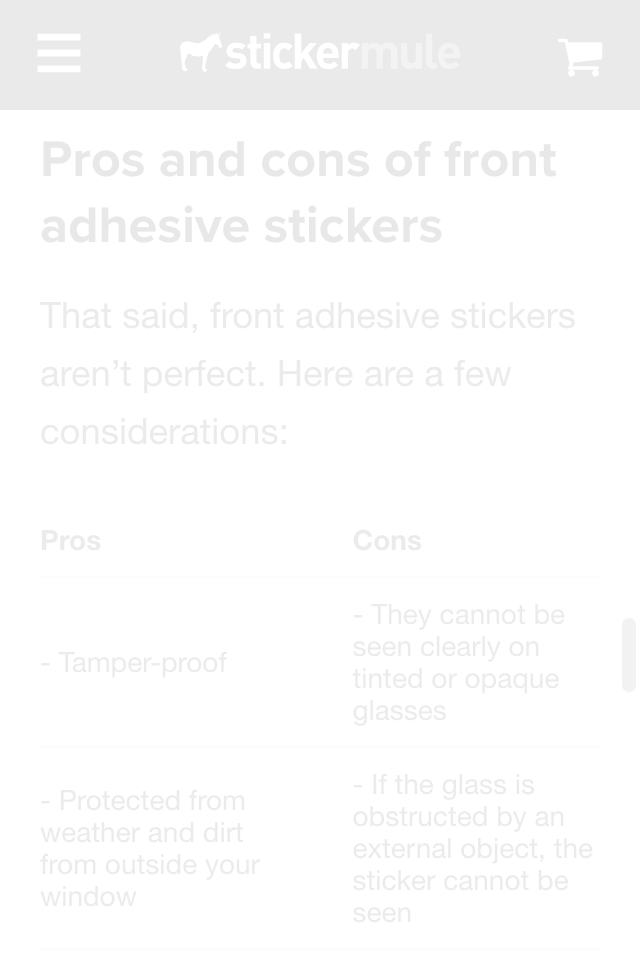 stickermule
Pros and cons of front
adhesive stickers
That said, front adhesive stickers
aren’t perfect. Here are a few
considerations:
Pros
Cons
- Tamper-proof
- They cannot be
seen clearly on
tinted or opaque
glasses
- Protected from
weather and dirt
from outside your
window
- If the glass is
obstructed by an
external object, the
sticker cannot be
seen